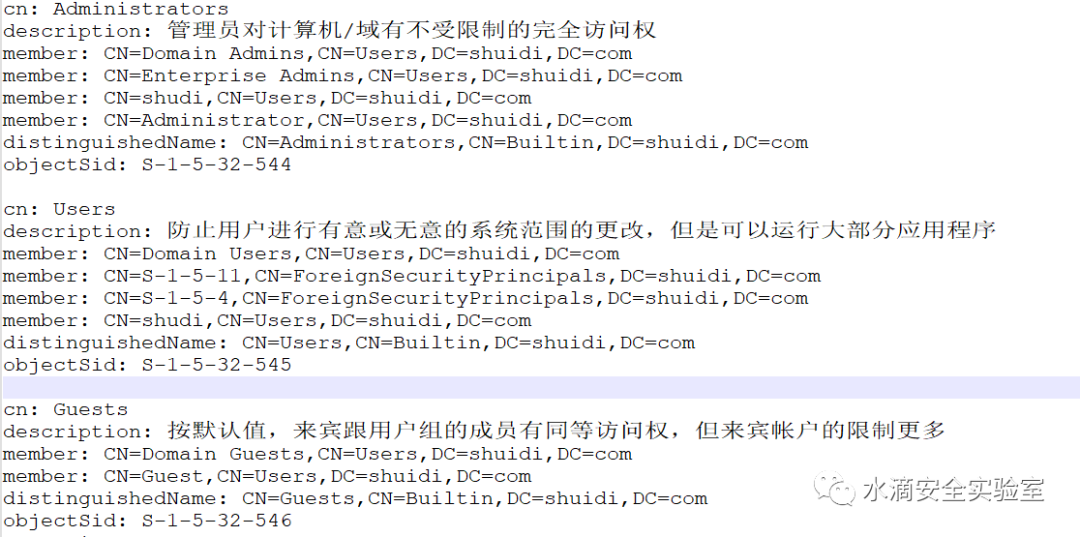 cn: Administrators
description: 管理员对计算机/域有不受限制的完全访问权
member: CN=Domain Admins,CN=Users,DC=shuidi,DC=com
member: CN=Enterprise Admins,CN=Users,DC=shuidi,DC=com
member: CN=shudi,CN=Users,DC=shuidi,DC=com
member: CN=Administrator,CN=Users,DC=shuidi,DC=com
distinguishedName: CN=Administrators,CN=Builtin,DC=shuidi,DC=com
objectSid: S-1-5-32-544
cn: Users
description: 防止用户进行有意或无意的系统范围的更改，但是可以运行大部分应用程序
member: CN=Domain Users,CN=Users,DC=shuidi,DC=com
member: CN=S-1-5-11,CN=ForeignSecurityPrincipals,DC=shuidi,DC=com
member: CN=S-1-5-4,CN=ForeignSecurityPrincipals,DC=shuidi,DC=com
member: CN=shudi,CN=Users,DC=shuidi,DC=com
distinguishedName: CN=Users,CN=Builtin,DC=shuidi,DC=com
objectSid: S-1-5-32-545
cn: Guests
description: 按默认值，来宾跟用户组的成员有同等访问权，但来宾帐户的限制更多
member: CN=Domain Guests,CN=Users,DC=shuidi,DC=com
member: CN=Guest,CN=Users,DC=shuidi,DC=com
distinguishedName: CN=Guests,CN=Builtin,DC=shuidi,DC=com
objectSid: S-1-5-32-546
水滴安全实验室